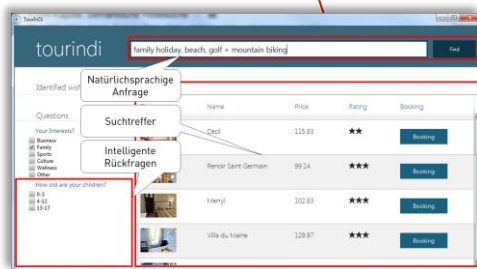 TourInDi
tourindi
family holiday, beach, golf + mountain biking
Find
Natürlichsprachige
Anfrage
Identified wish
Name Price Rating Booking
Suchtreffer
Questions
Your Interests?
Business
Family
Sports
Culture
Wellness
Other
Intelligente
Rückfragen
How old are your children?
0-3
4-12
13-17
Cecil 115.83 ★★ Booking
Renoir Saint Germain 99.24 ★★★ Booking
Merryl 102.83 ★★★ Booking
Villa du Maine 129.97 ★★★ Booking